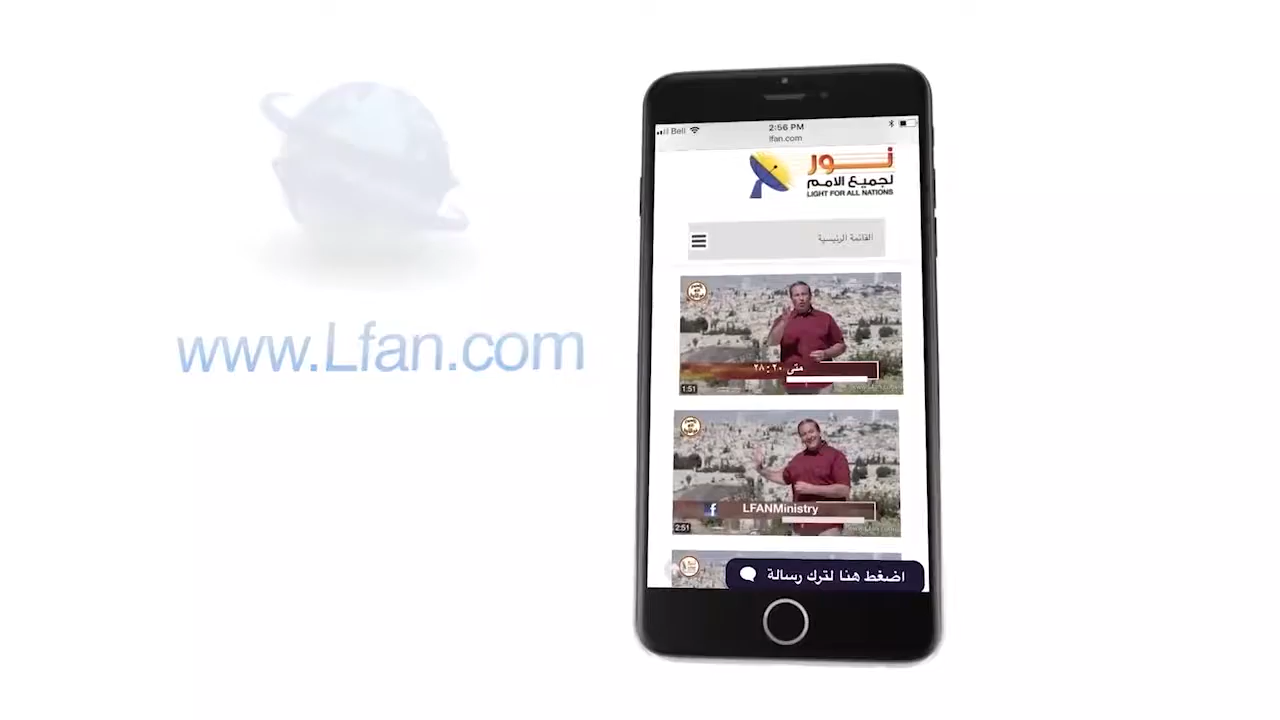 www.Lfan.com
Bell
2:56 PM
lfan.com
نور
لجميع الامم
LIGHT FOR ALL NATIONS
القائمة الرئيسية
متى ٢٠ : ٢٨
1:51
LFANMinistry
2:51
اضغط هنا لترك رسالة